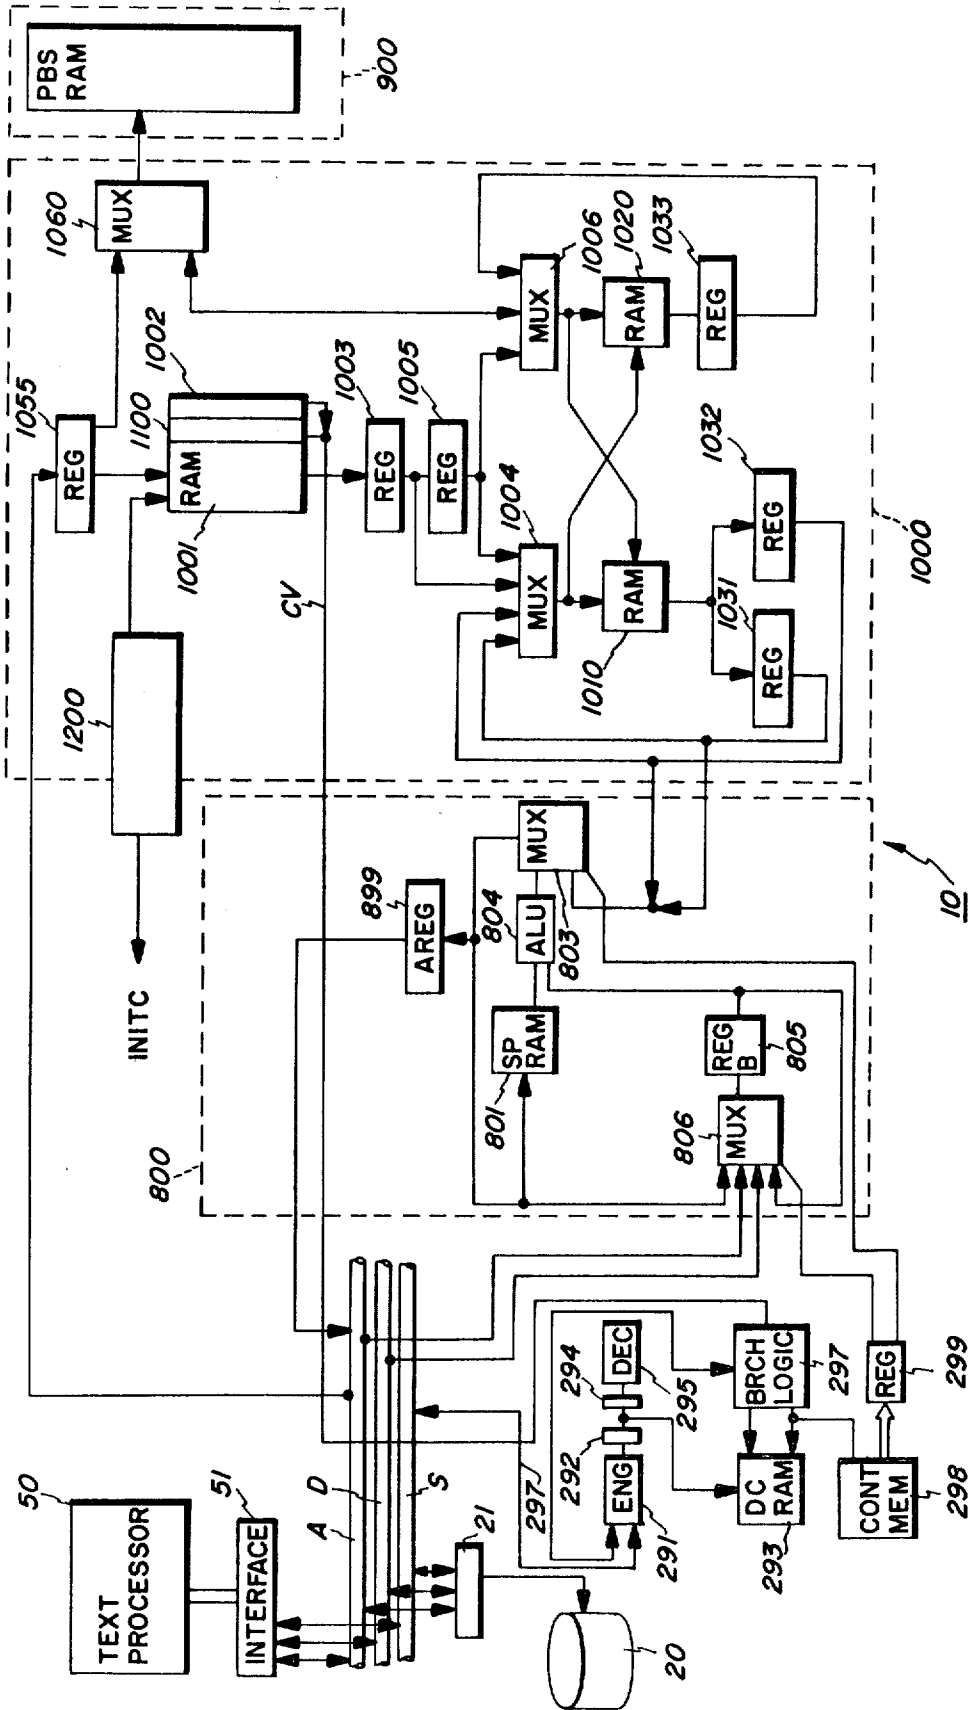 50
TEXT
PROCESSOR
51
INTERFACE
A
D
S
21
20
297
292
294
ENG
DEC
291
295
DC
RAM
293
BRCH
LOGIC
297
CONT
MEM
298
REG
299
800
INITC
899
AREG
801
SP
RAM
804
ALU
803
MUX
806
MUX
REG
B
805
10
1200
CV
1055
REG
1100
1002
RAM
1001
1003
REG
1005
REG
1004
MUX
1006
MUX
RAM
1010
RAM
1020
REG
1031
REG
1032
REG
1033
1000
1060
MUX
PBS
RAM
900